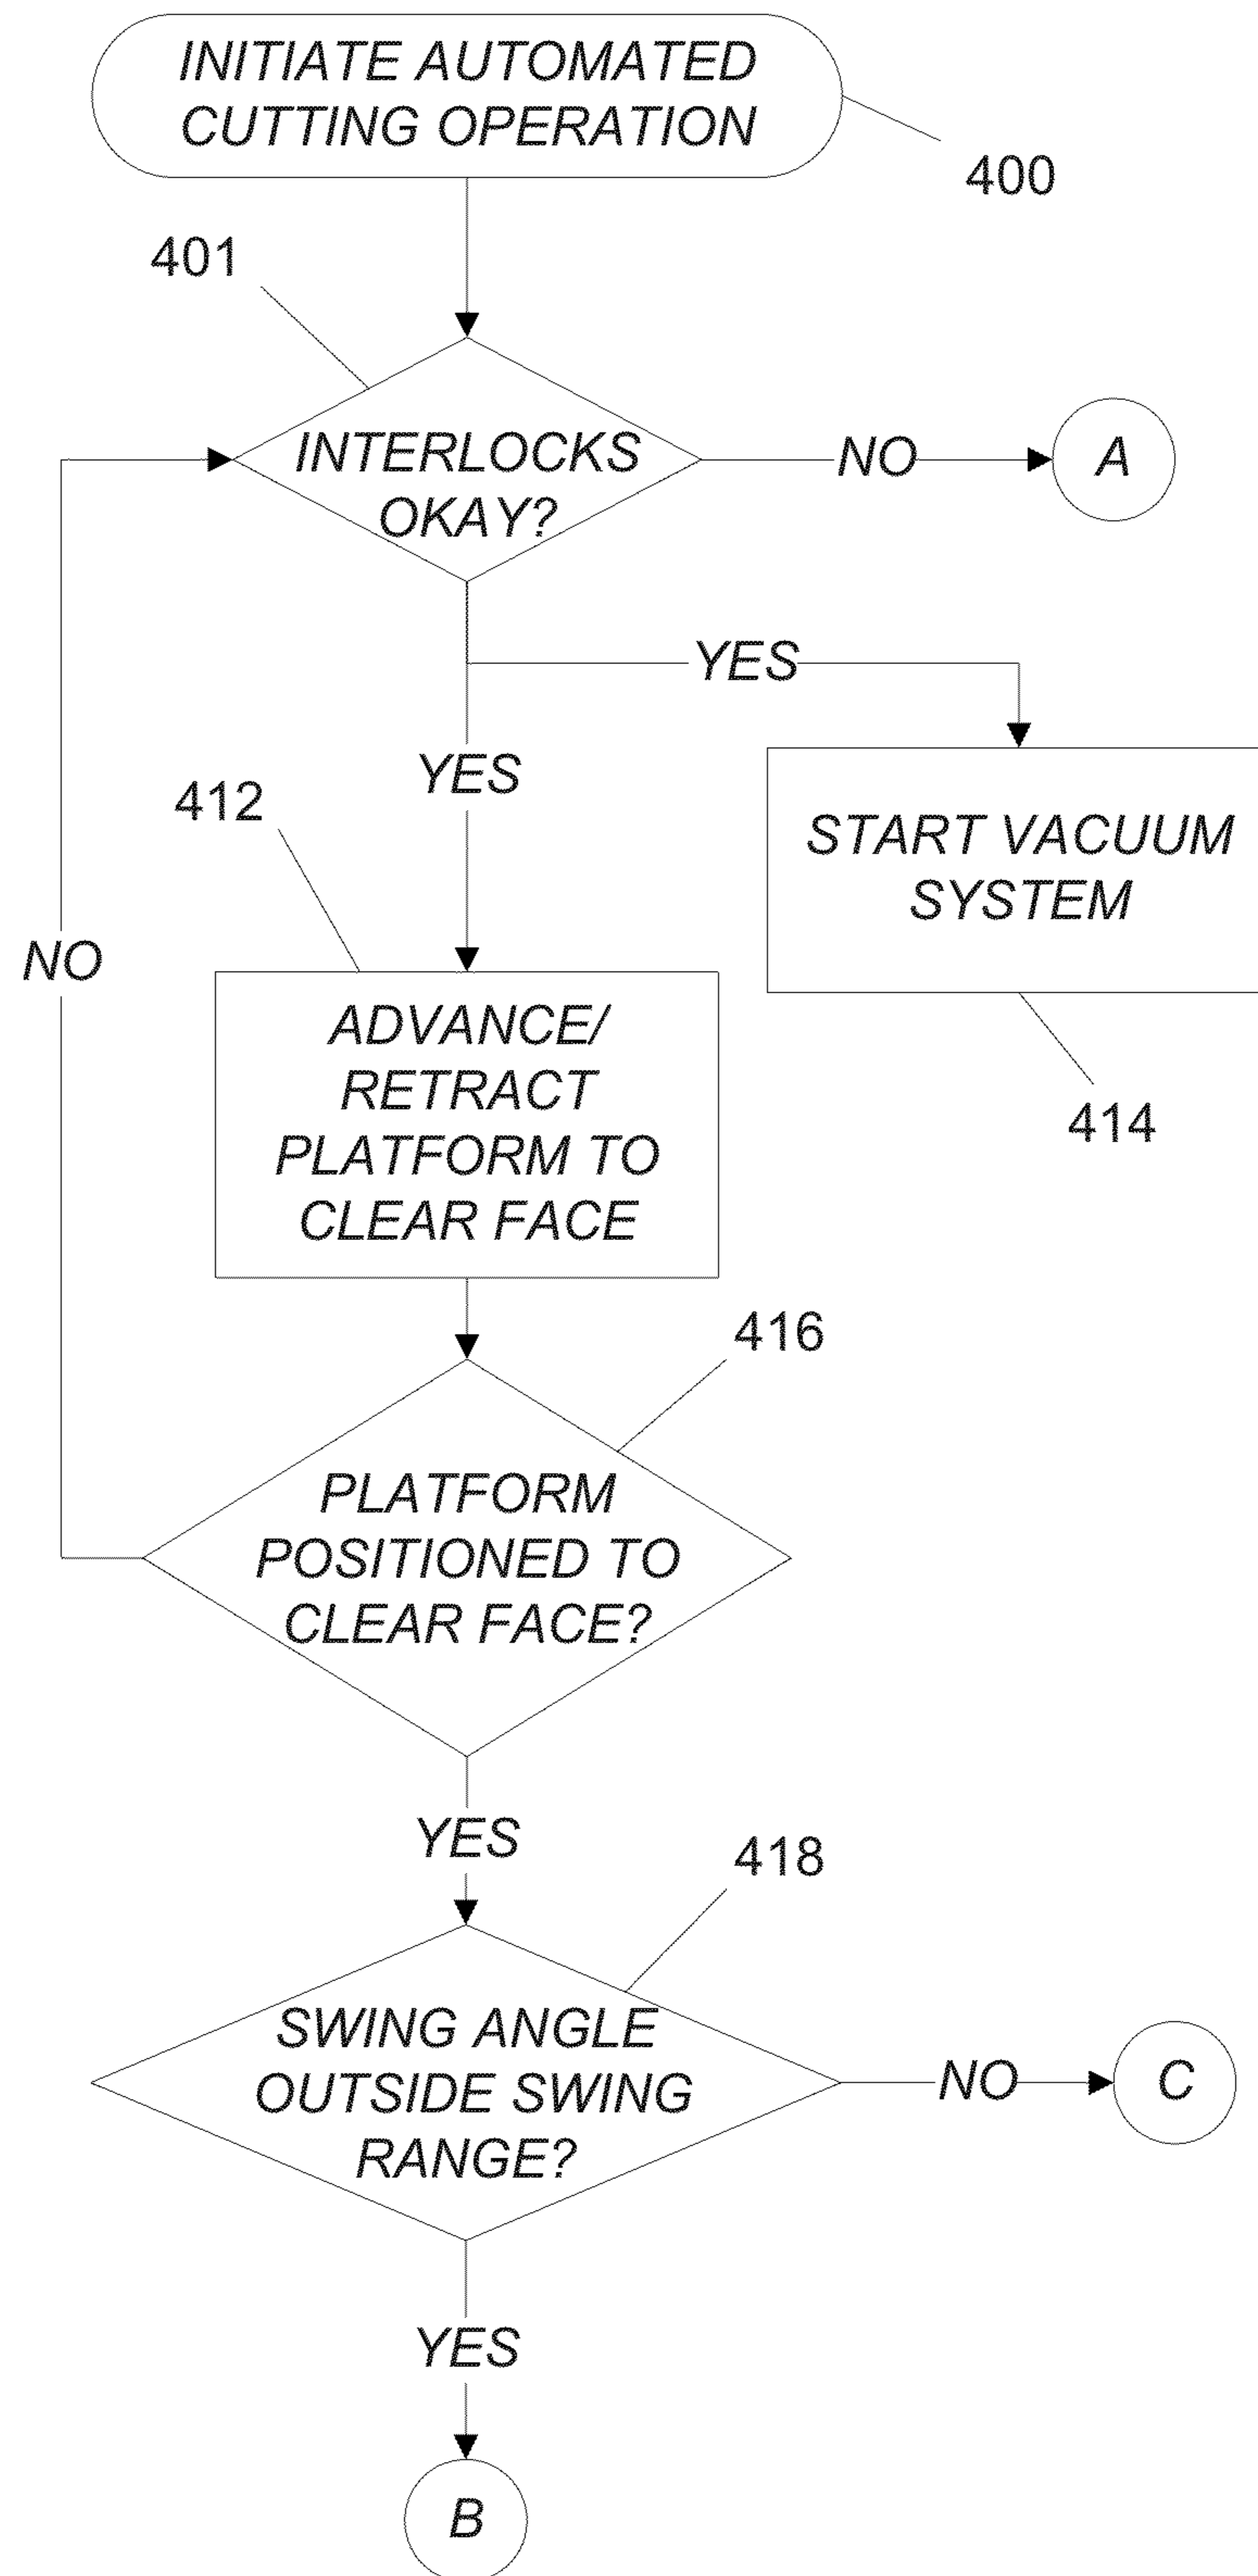 INITIATE AUTOMATED
CUTTING OPERATION
400
401
INTERLOCKS
OKAY?
NO
A
YES
YES
412
START VACUUM
SYSTEM
NO
ADVANCE/
RETRACT
PLATFORM TO
CLEAR FACE
414
416
PLATFORM
POSITIONED TO
CLEAR FACE?
YES
418
SWING ANGLE
OUTSIDE SWING
RANGE?
NO
C
YES
B